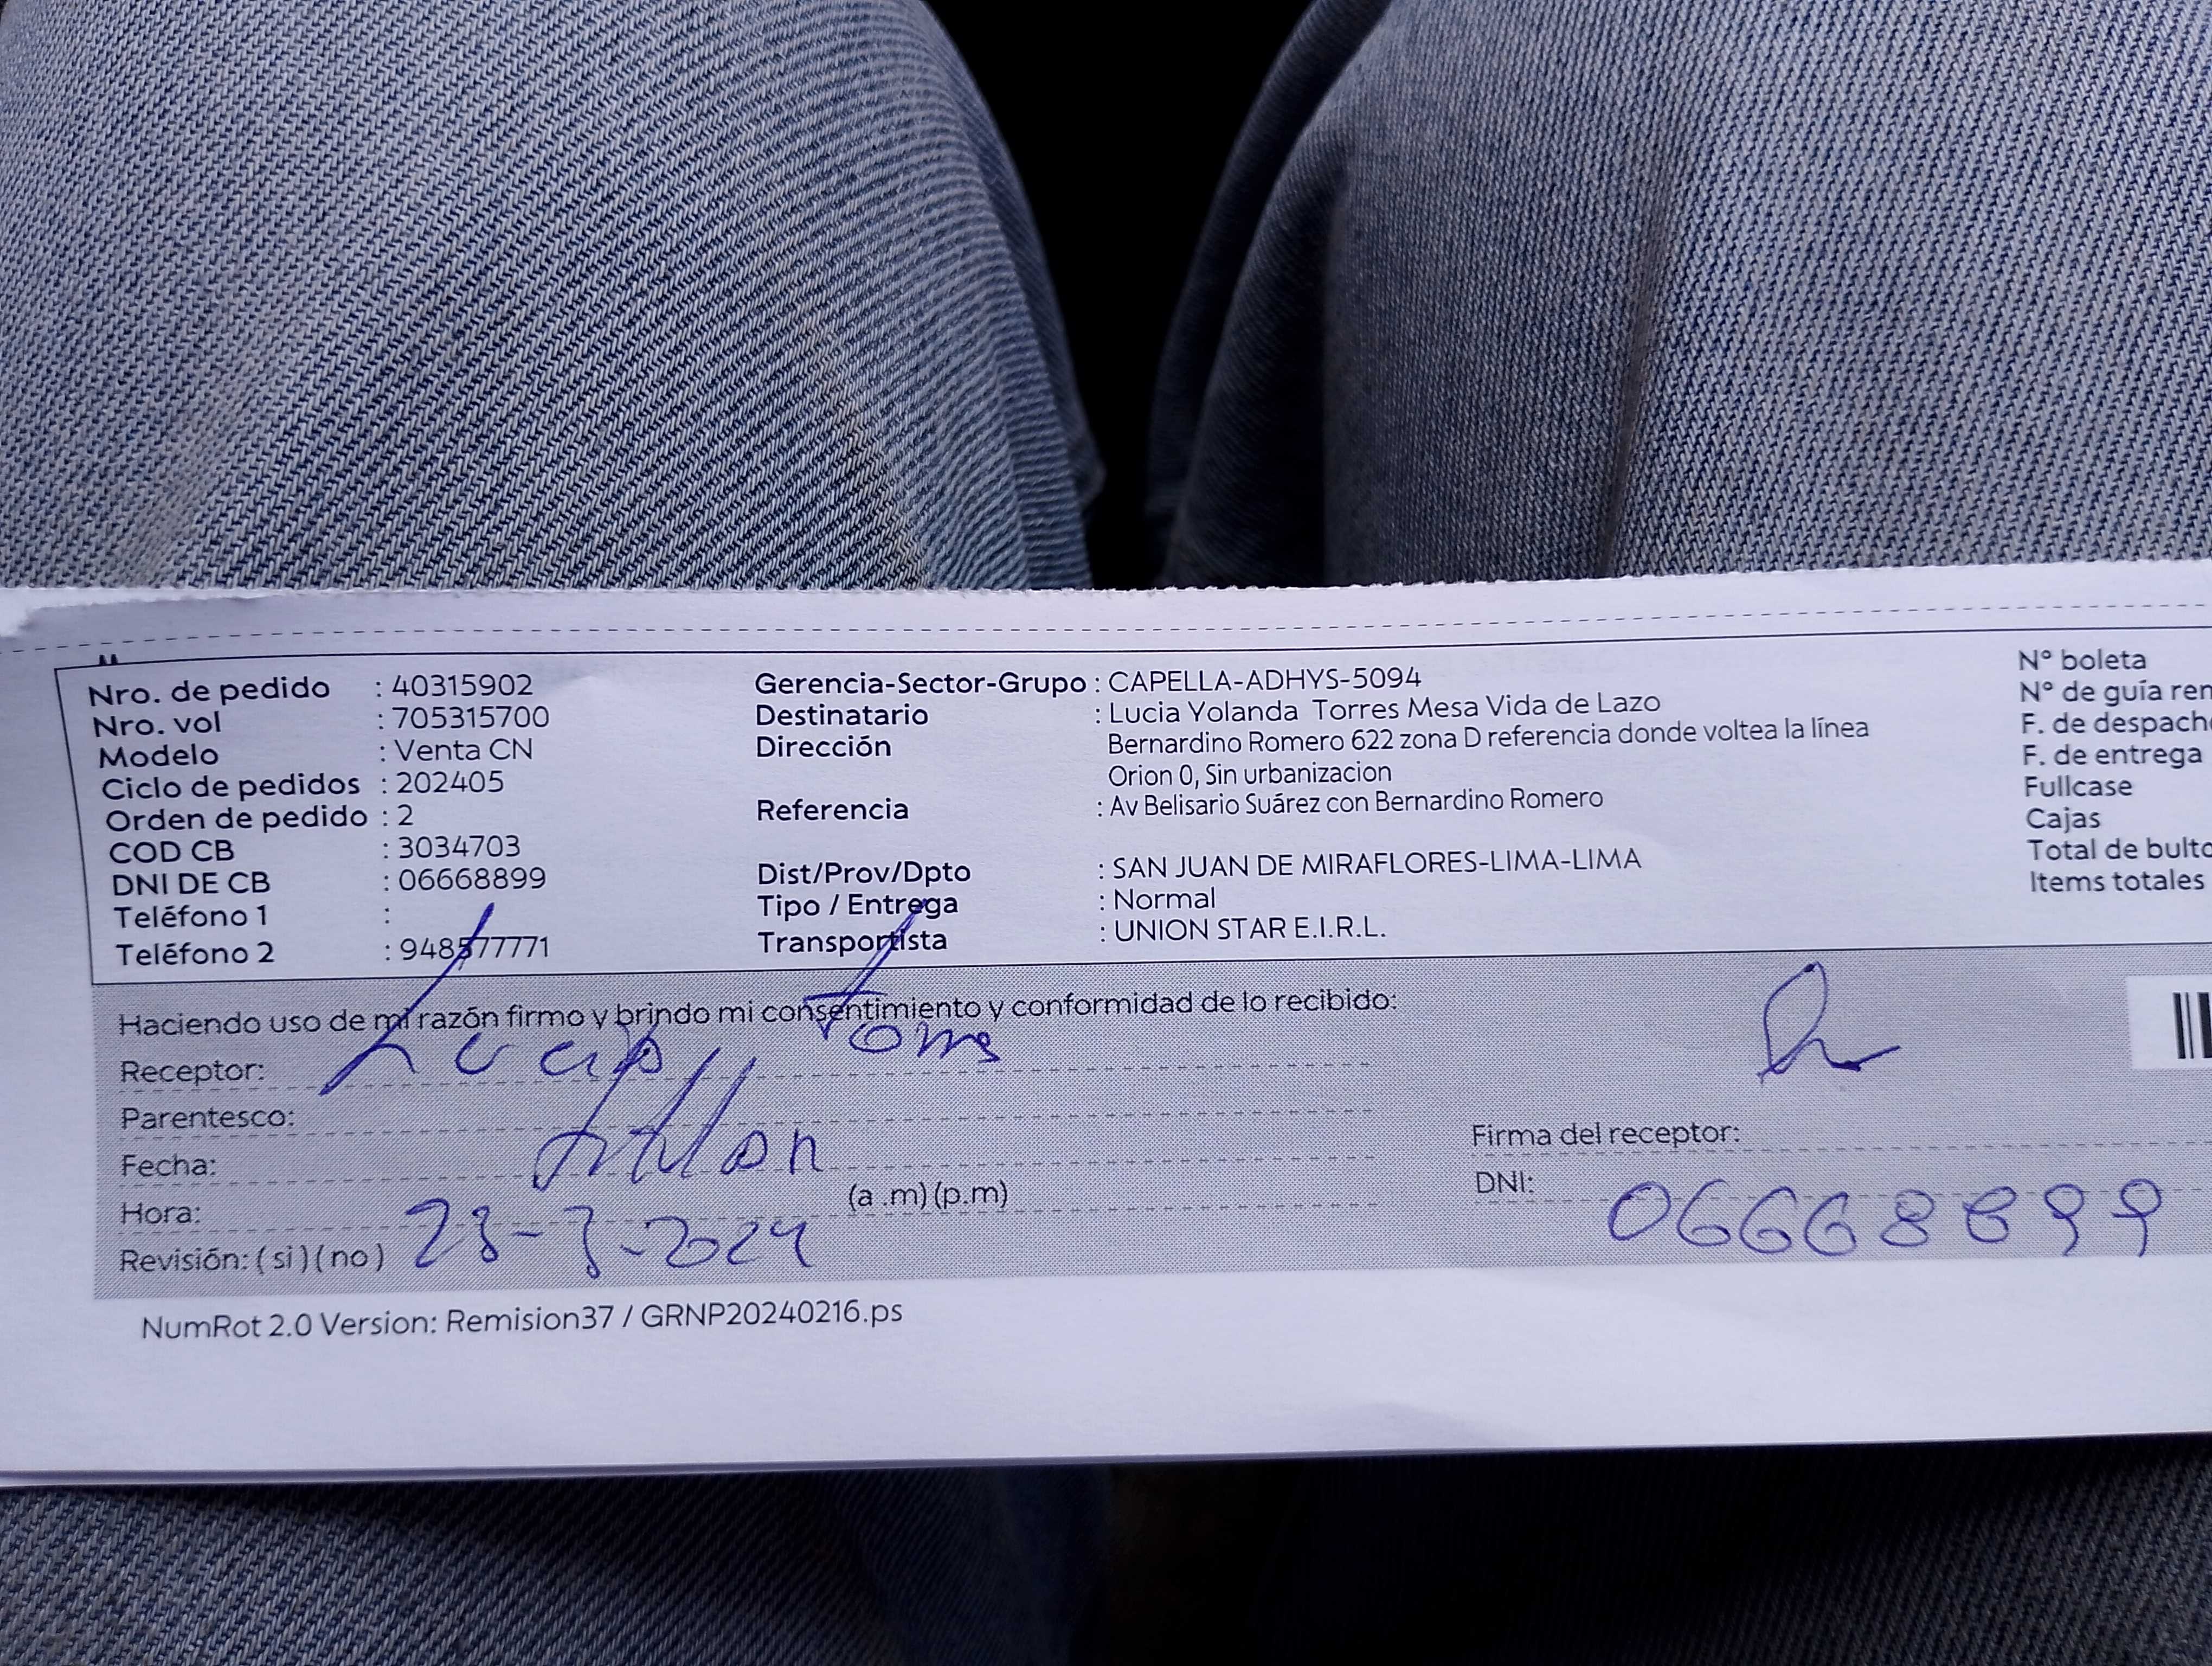 Nro. de pedido : 40315902
Nro. vol : 705315700
Modelo : Venta CN
Ciclo de pedidos : 202405
Orden de pedido : 2
COD CB : 3034703
DNI DE CB : 06668899
Teléfono 1 :
Teléfono 2 : 948577771
Gerencia-Sector-Grupo : CAPELLA-ADHYS-5094
Destinatario : Lucia Yolanda Torres Mesa Vida de Lazo
Dirección Bernardino Romero 622 zona D referencia donde voltea la línea
Orion 0, Sin urbanizacion
Referencia : Av Belisario Suárez con Bernardino Romero
Dist/Prov/Dpto : SAN JUAN DE MIRAFLORES-LIMA-LIMA
Tipo / Entrega : Normal
Transportista : UNION STAR E.I.R.L.
N° boleta
N° de guía rem
F. de despacho
F. de entrega
Fullcase
Cajas
Total de bulto
Items totales
Haciendo uso de mi razón firmo y brindo mi consentimiento y conformidad de lo recibido:
Receptor: Lucia Torres
Parentesco:
Fecha:
Hora: (a .m) (p.m)
Revisión: ( si ) ( no ) 23-3-2024
Firma del receptor:
DNI: 06668899
NumRot 2.0 Version: Remision37 / GRNP20240216.ps